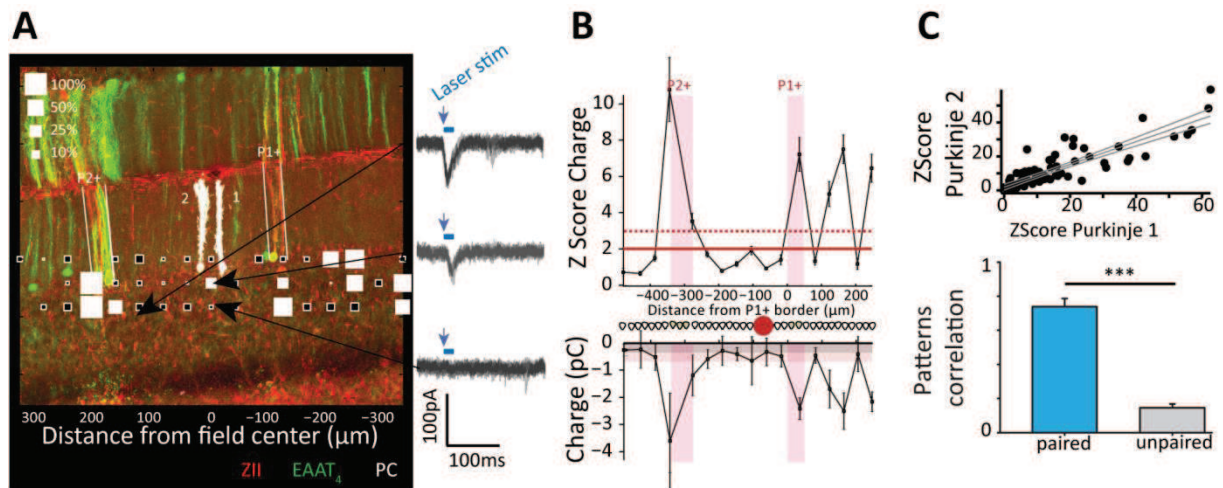 A
100%
50%
25%
10%
P2+
P1+
2
1
300
200
100
0
−100
−200
−300
Distance from field center (μm)
ZII
EAAT4
PC
Laser stim
100pA
100ms
B
P2+
P1+
Z Score Charge
10
8
6
4
2
0
−400
−300
−200
−100
0
100
200
Distance from P1+ border (μm)
Charge (pC)
0
−1
−2
−3
−4
C
ZScore
Purkinje 2
40
20
0
0
20
40
60
ZScore Purkinje 1
Patterns
correlation
1
0
***
paired
unpaired